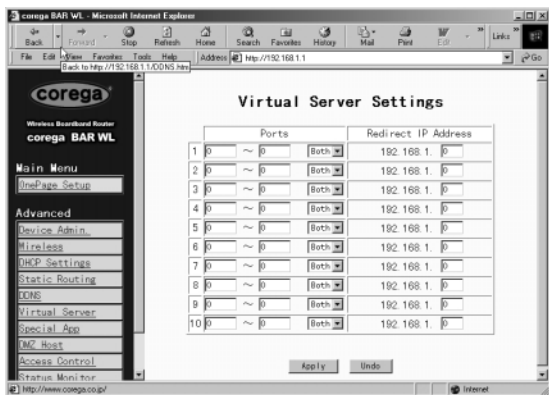 corega BAR WL - Microsoft Internet Explorer
Back Forward Stop Refresh Home Search Favorites History Mail Print Edit » Links »
File Edit View Favorites Tools Help Address http://192.168.1.1 Go
Back to http://192.168.1.1/DDNS.htm
corega
Wireless Broadband Router
corega BAR WL
Main Menu
OnePage Setup
Advanced
Device Admin.
Wireless
DHCP Settings
Static Routing
DDNS
Virtual Server
Special App
DMZ Host
Access Control
Status Monitor
Virtual Server Settings
Ports Redirect IP Address
1 0 ~ 0 Both 192.168.1. 0
2 0 ~ 0 Both 192.168.1. 0
3 0 ~ 0 Both 192.168.1. 0
4 0 ~ 0 Both 192.168.1. 0
5 0 ~ 0 Both 192.168.1. 0
6 0 ~ 0 Both 192.168.1. 0
7 0 ~ 0 Both 192.168.1. 0
8 0 ~ 0 Both 192.168.1. 0
9 0 ~ 0 Both 192.168.1. 0
10 0 ~ 0 Both 192.168.1. 0
Apply Undo
http://www.corega.co.jp/ Internet